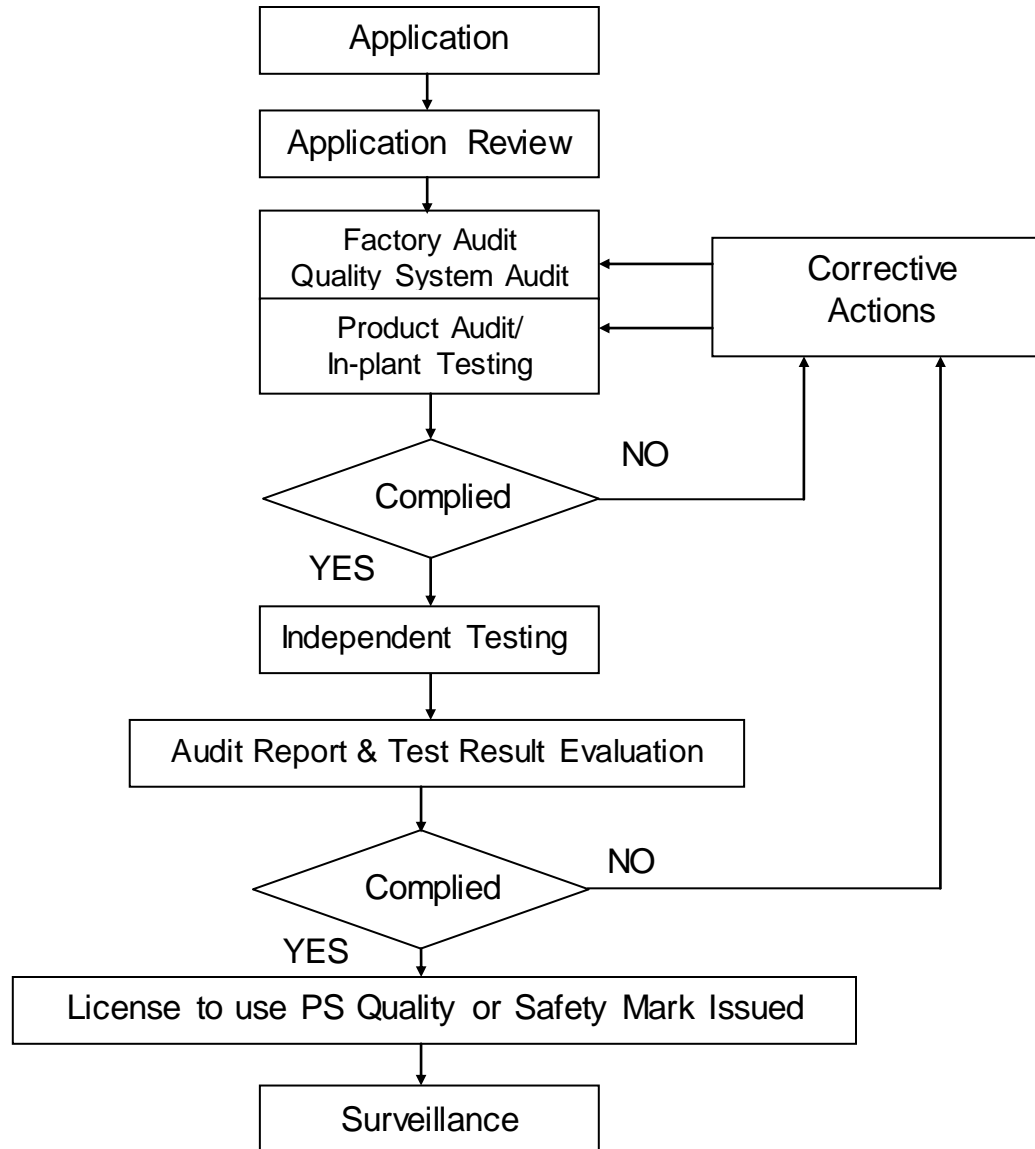 Application
Application Review
Factory Audit
Quality System Audit
Corrective
Actions
Product Audit/
In-plant Testing
NO
Complied
YES
Independent Testing
Audit Report & Test Result Evaluation
NO
Complied
YES
License to use PS Quality or Safety Mark Issued
Surveillance